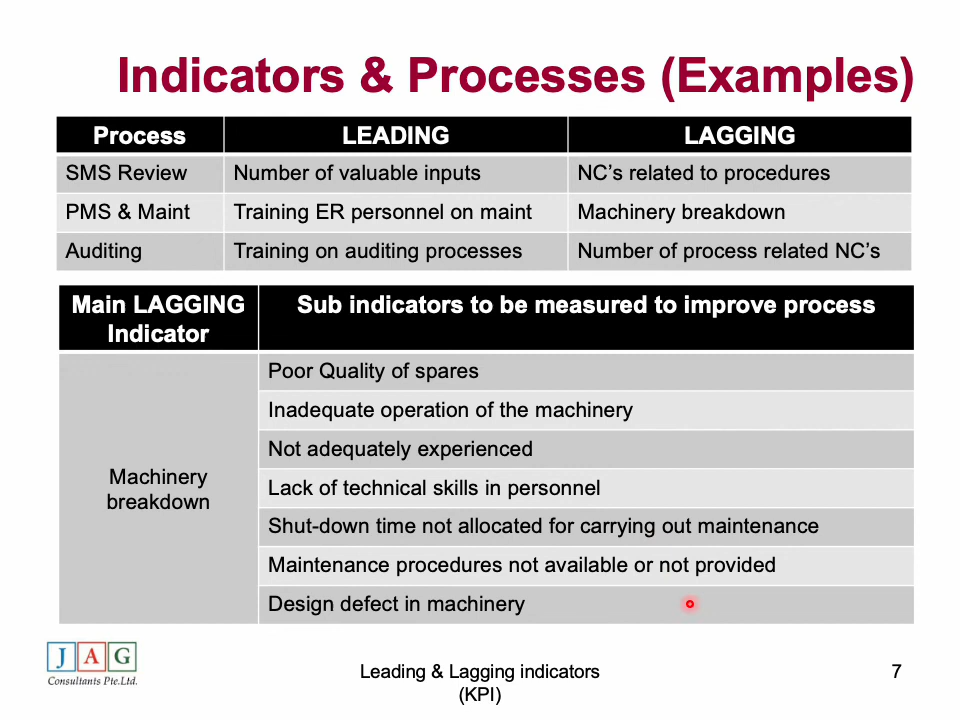 Indicators & Processes (Examples)
Process LEADING LAGGING
SMS Review Number of valuable inputs NC’s related to procedures
PMS & Maint Training ER personnel on maint Machinery breakdown
Auditing Training on auditing processes Number of process related NC’s
Main LAGGING Indicator Sub indicators to be measured to improve process
Machinery breakdown
Poor Quality of spares
Inadequate operation of the machinery
Not adequately experienced
Lack of technical skills in personnel
Shut-down time not allocated for carrying out maintenance
Maintenance procedures not available or not provided
Design defect in machinery
JAG
Consultants Pte.Ltd.
Leading & Lagging indicators
(KPI)
7